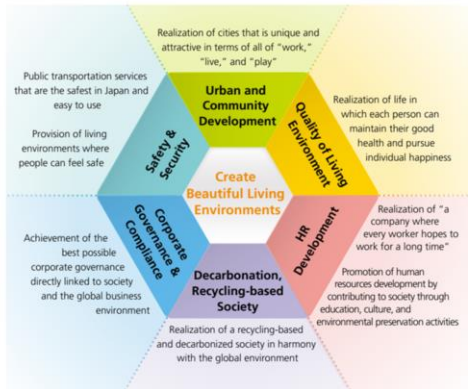 Realization of cities that is unique and
attractive in terms of all of "work,"
"live," and "play"
Urban and
Community
Development
Public transportation services
that are the safest in Japan and
easy to use
Provision of living
environments where
people can feel safe
Safety &
Security
Quality of Living
Environment
Realization of life in
which each person can
maintain their good
health and pursue
individual happiness
Create
Beautiful Living
Environments
Achievement of the
best possible
corporate governance
directly linked to society
and the global business
environment
Corporate
Governance &
Compliance
HR
Development
Realization of "a
company where
every worker hopes to
work for a long time"
Promotion of human
resources development by
contributing to society through
education, culture, and
environmental preservation activities
Decarbonation,
Recycling-based
Society
Realization of a recycling-based
and decarbonized society in harmony
with the global environment